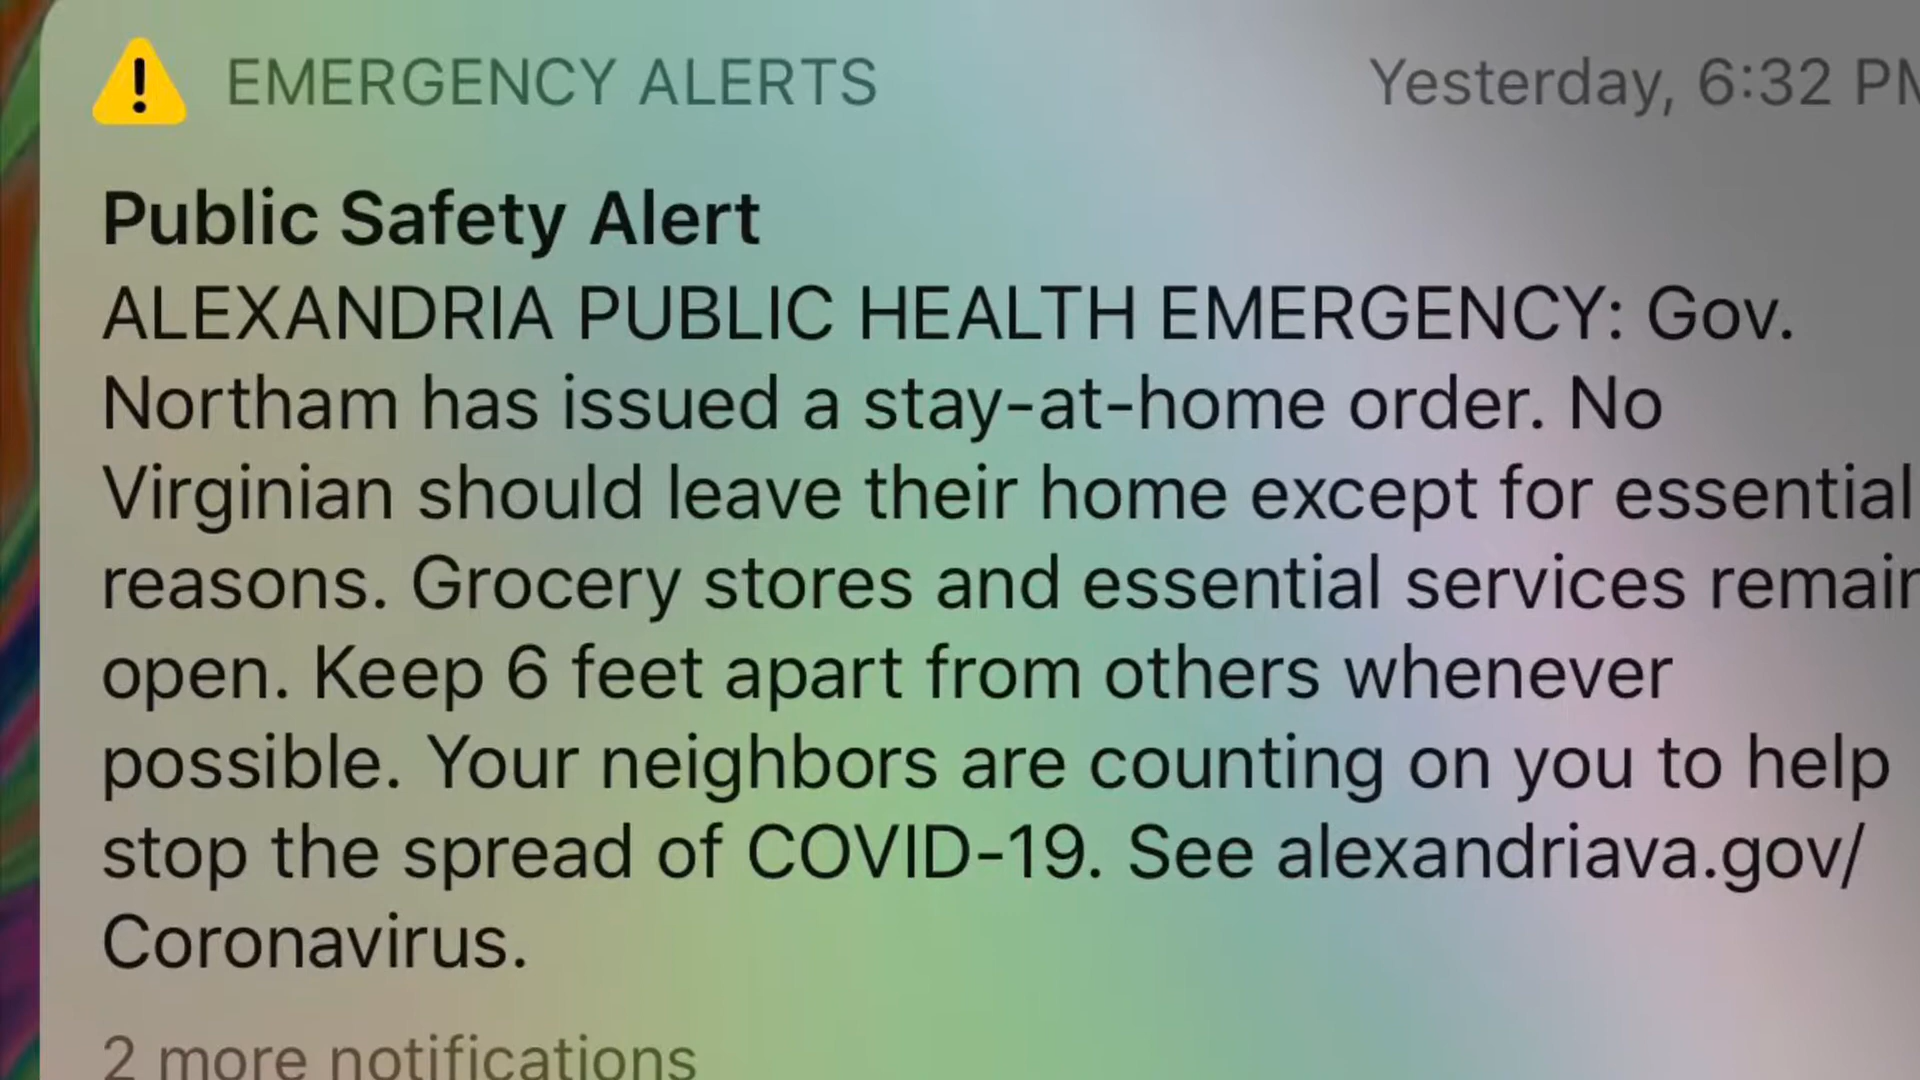 EMERGENCY ALERTS
Yesterday, 6:32 PM
Public Safety Alert
ALEXANDRIA PUBLIC HEALTH EMERGENCY: Gov.
Northam has issued a stay-at-home order. No
Virginian should leave their home except for essential
reasons. Grocery stores and essential services remain
open. Keep 6 feet apart from others whenever
possible. Your neighbors are counting on you to help
stop the spread of COVID-19. See alexandriava.gov/
Coronavirus.
2 more notifications